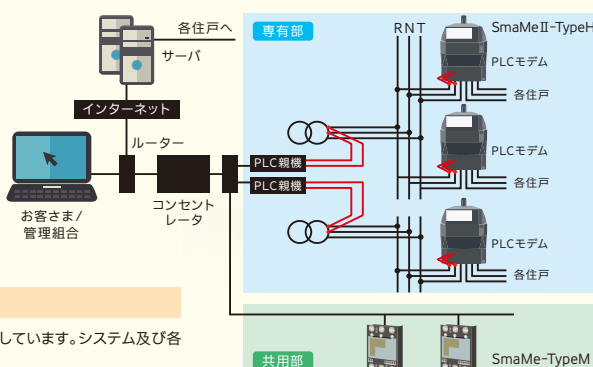 各住戸へ
サーバ
インターネット
ルーター
お客さま/
管理組合
コンセント
レータ
専有部
RNT
SmaMeⅡ-TypeH
PLCモデム
各住戸
PLC親機
PLC親機
PLCモデム
各住戸
PLCモデム
各住戸
しています。システム及び各
共用部
SmaMe-TypeM